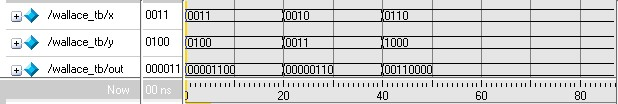 /wallace_tb/x 0011 0011 0010 0110
/wallace_tb/y 0100 0100 0011 1000
/wallace_tb/out 000011 00001100 00000110 00110000
Now 00 ns 0 20 40 60 80